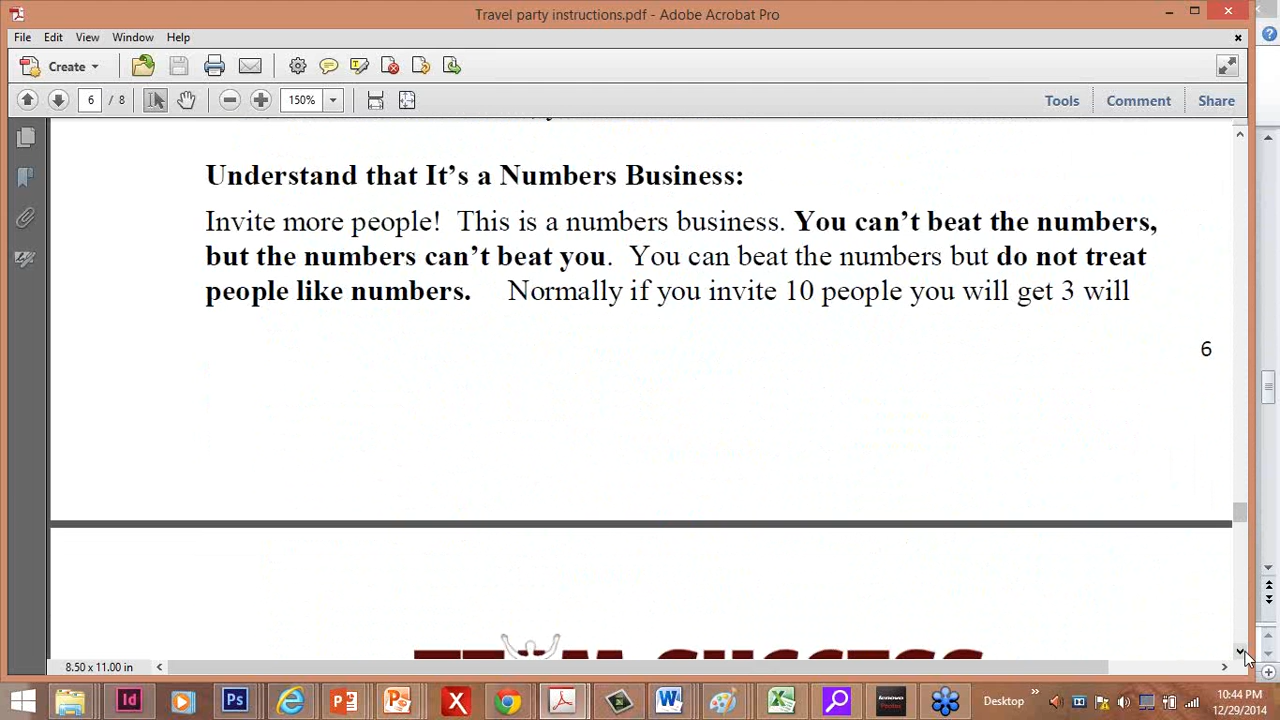 Travel party instructions.pdf - Adobe Acrobat Pro
File Edit View Window Help
Create
6 / 8 150% Tools Comment Share
Understand that It’s a Numbers Business:
Invite more people! This is a numbers business. You can’t beat the numbers,
but the numbers can’t beat you. You can beat the numbers but do not treat
people like numbers. Normally if you invite 10 people you will get 3 will
6
TEAM SUCCESS
8.50 x 11.00 in
Desktop
10:44 PM
12/29/2014